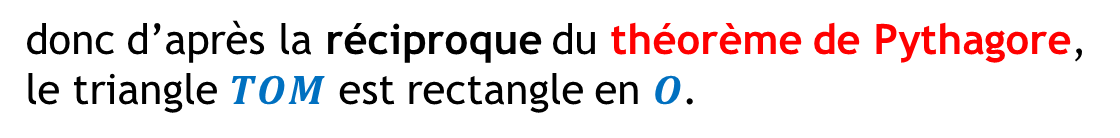 donc d’après la réciproque du théorème de Pythagore,
le triangle TOM est rectangle en O.